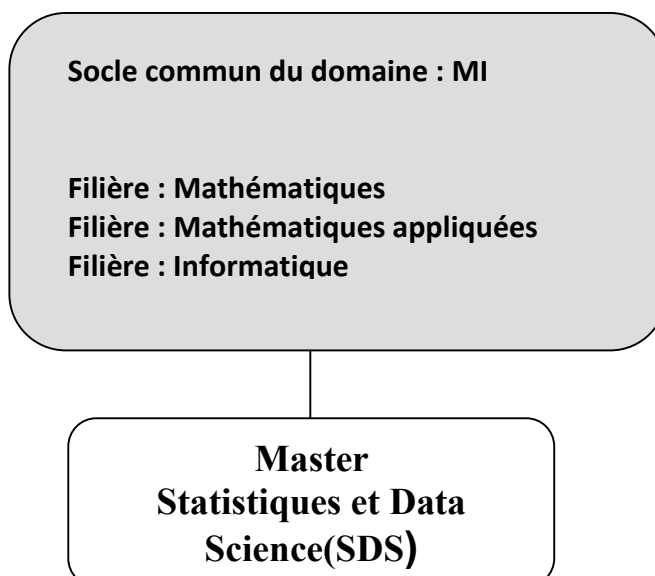 Socle commun du domaine : MI
Filière : Mathématiques
Filière : Mathématiques appliquées
Filière : Informatique
Master
Statistiques et Data
Science(SDS)